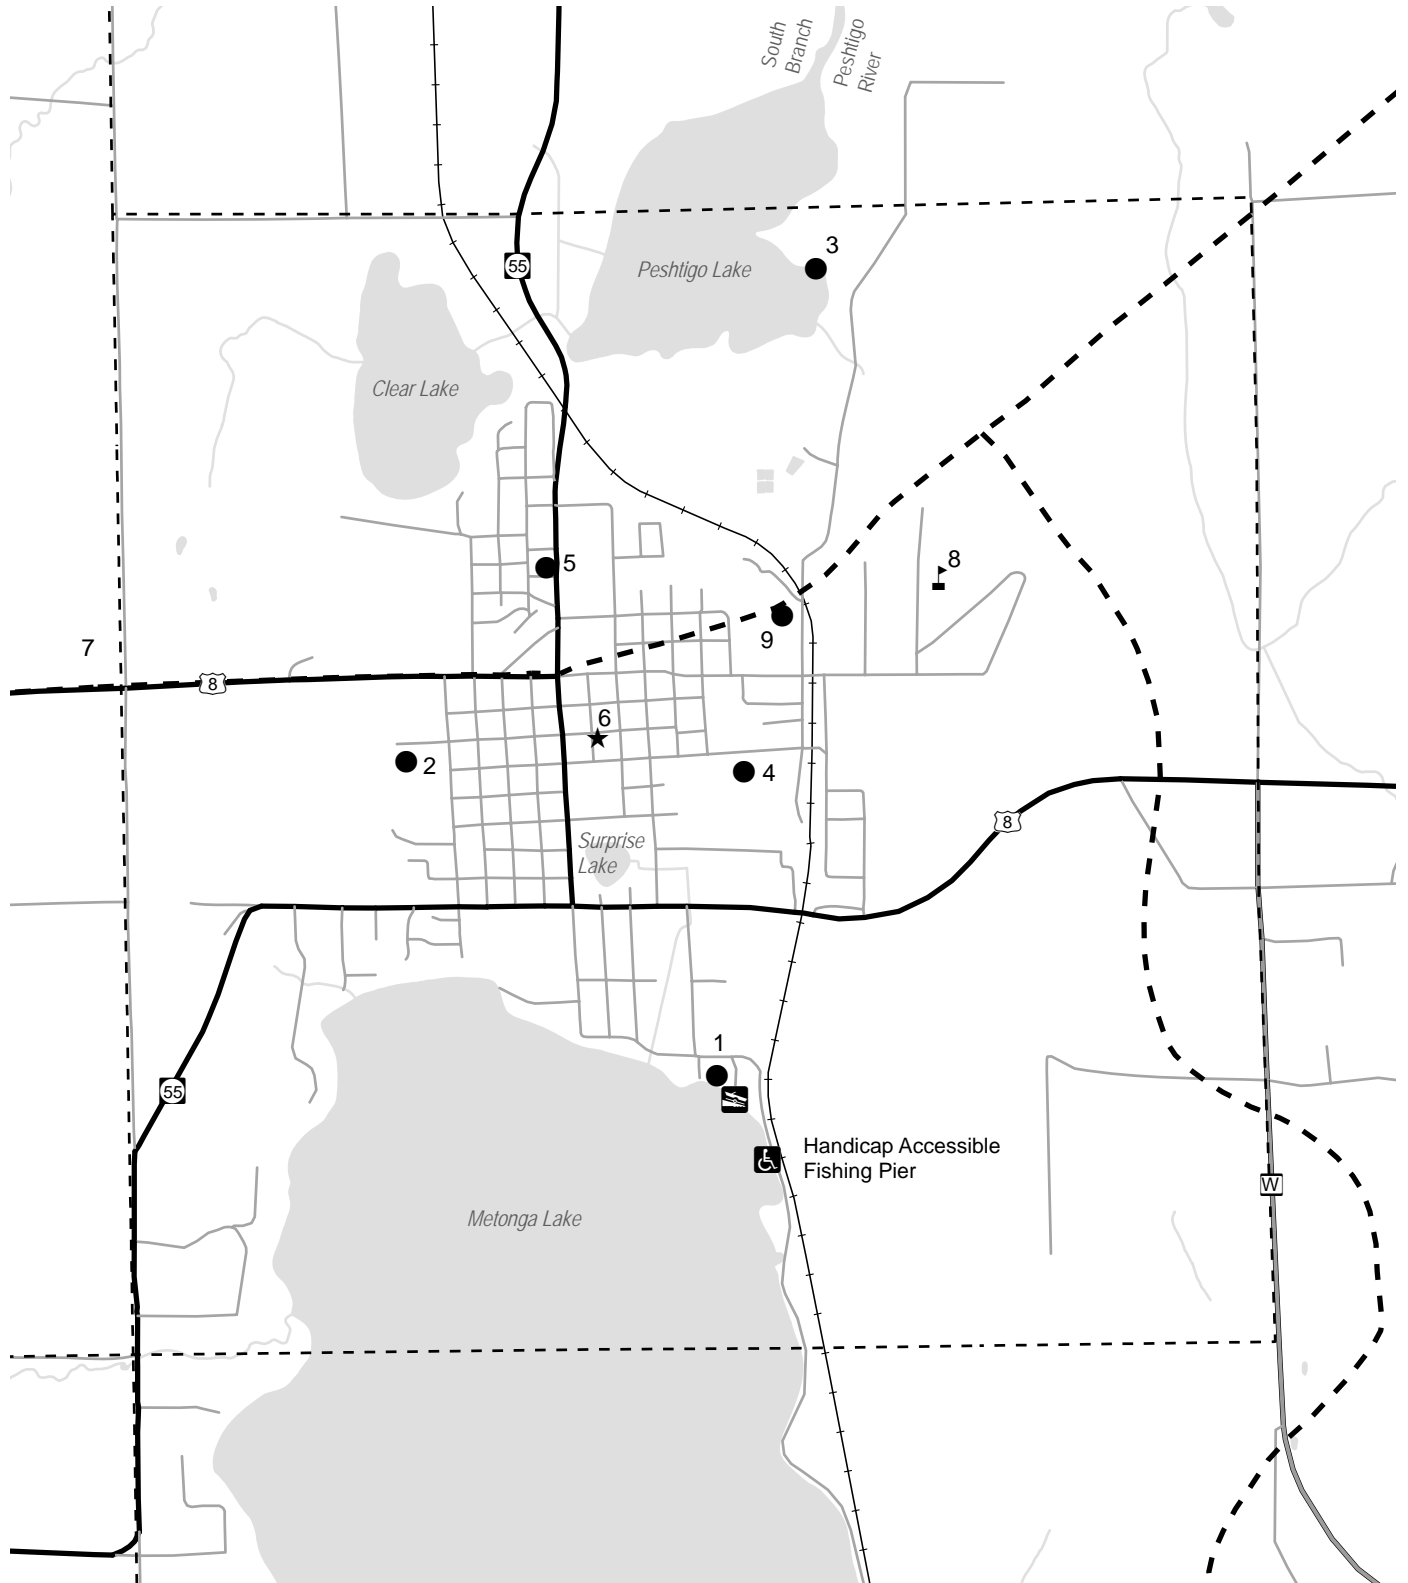 South
Branch
Peshtigo
River
3
55
Peshtigo Lake
Clear Lake
5
8
9
7
8
6
2
4
8
Surprise
Lake
1
55
Handicap Accessible
Fishing Pier
W
Metonga Lake